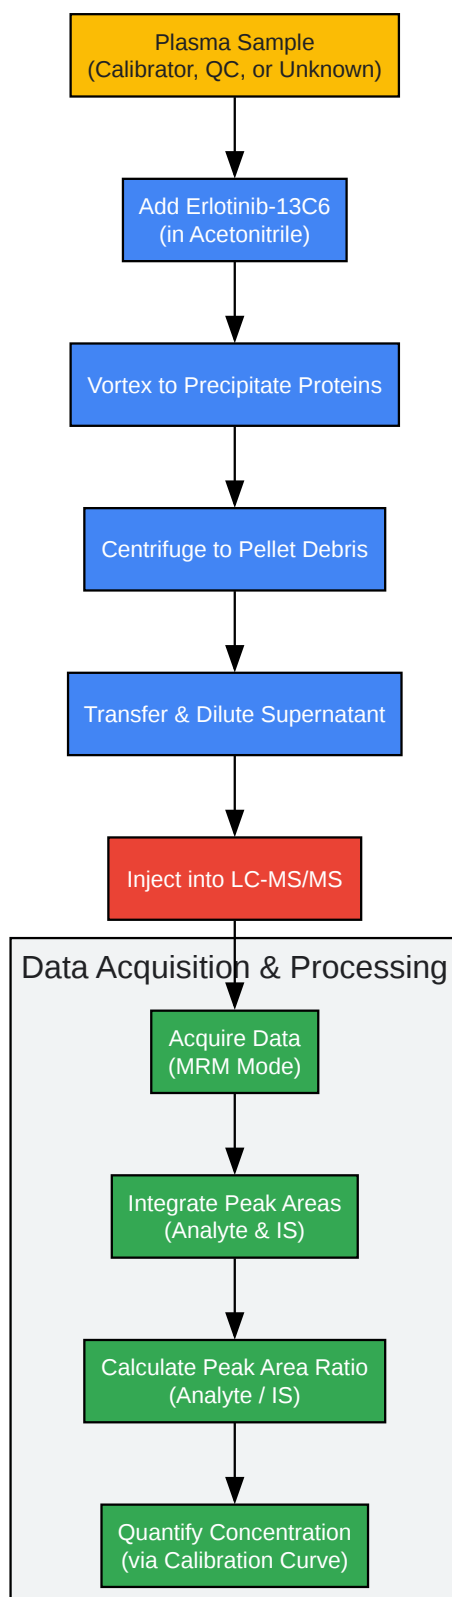 Plasma Sample
(Calibrator, QC, or Unknown)
Add Erlotinib-13C6
(in Acetonitrile)
Vortex to Precipitate Proteins
Centrifuge to Pellet Debris
Transfer & Dilute Supernatant
Inject into LC-MS/MS
Data Acquisition & Processing
Acquire Data
(MRM Mode)
Integrate Peak Areas
(Analyte & IS)
Calculate Peak Area Ratio
(Analyte / IS)
Quantify Concentration
(via Calibration Curve)